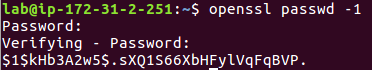 lab@ip-172-31-2-251:~$ openssl passwd -1
Password:
Verifying - Password:
$1$kHb3A2w5$.sXQ1S66XbHFylVqFqBVP.